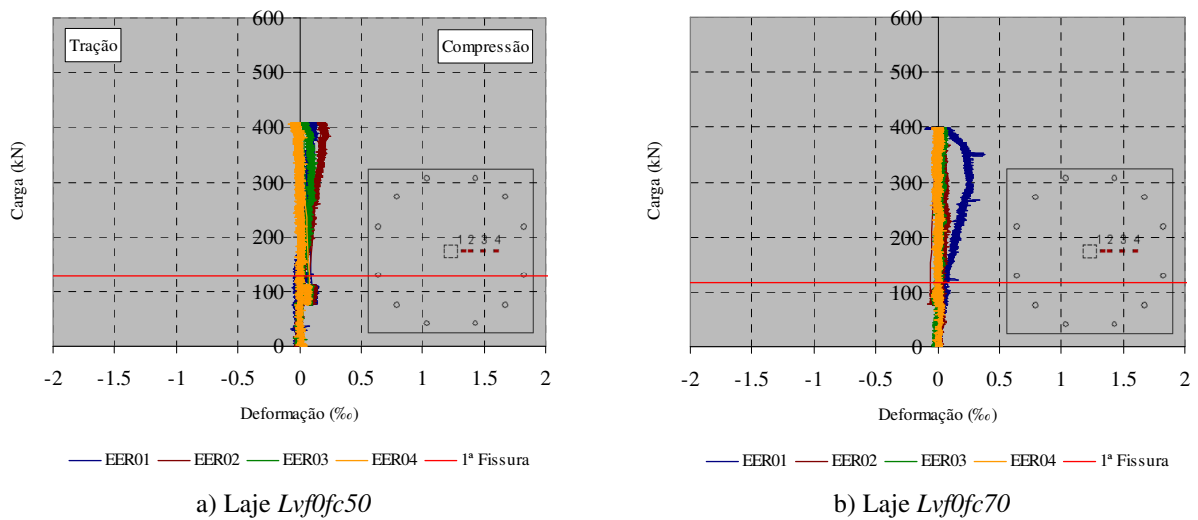 600
Tração
Compressão
500
400
300
200
100
0
Carga (kN)
1 2 3 4
-2 -1.5 -1 -0.5 0 0.5 1 1.5 2
Deformação (‰)
EER01 EER02 EER03 EER04 1ª Fissura
a) Laje Lvf0fc50
600
500
400
300
200
100
0
Carga (kN)
1 2 3 4
-2 -1.5 -1 -0.5 0 0.5 1 1.5 2
Deformação (‰)
EER01 EER02 EER03 EER04 1ª Fissura
b) Laje Lvf0fc70